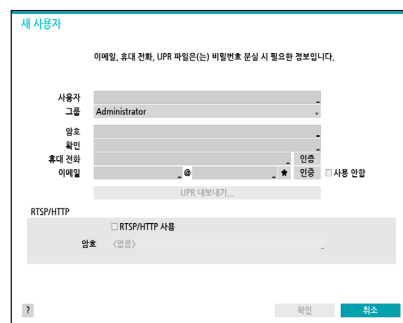 새 사용자
이메일, 휴대 전화, UPR 파일은(는) 비밀번호 분실 시 필요한 정보입니다.
사용자
그룹 Administrator
암호
확인
휴대 전화 인증
이메일 @ ★ 인증 사용 안함
UPR 내보내기...
RTSP/HTTP
RTSP/HTTP 사용
암호 <없음>
? 확인 취소